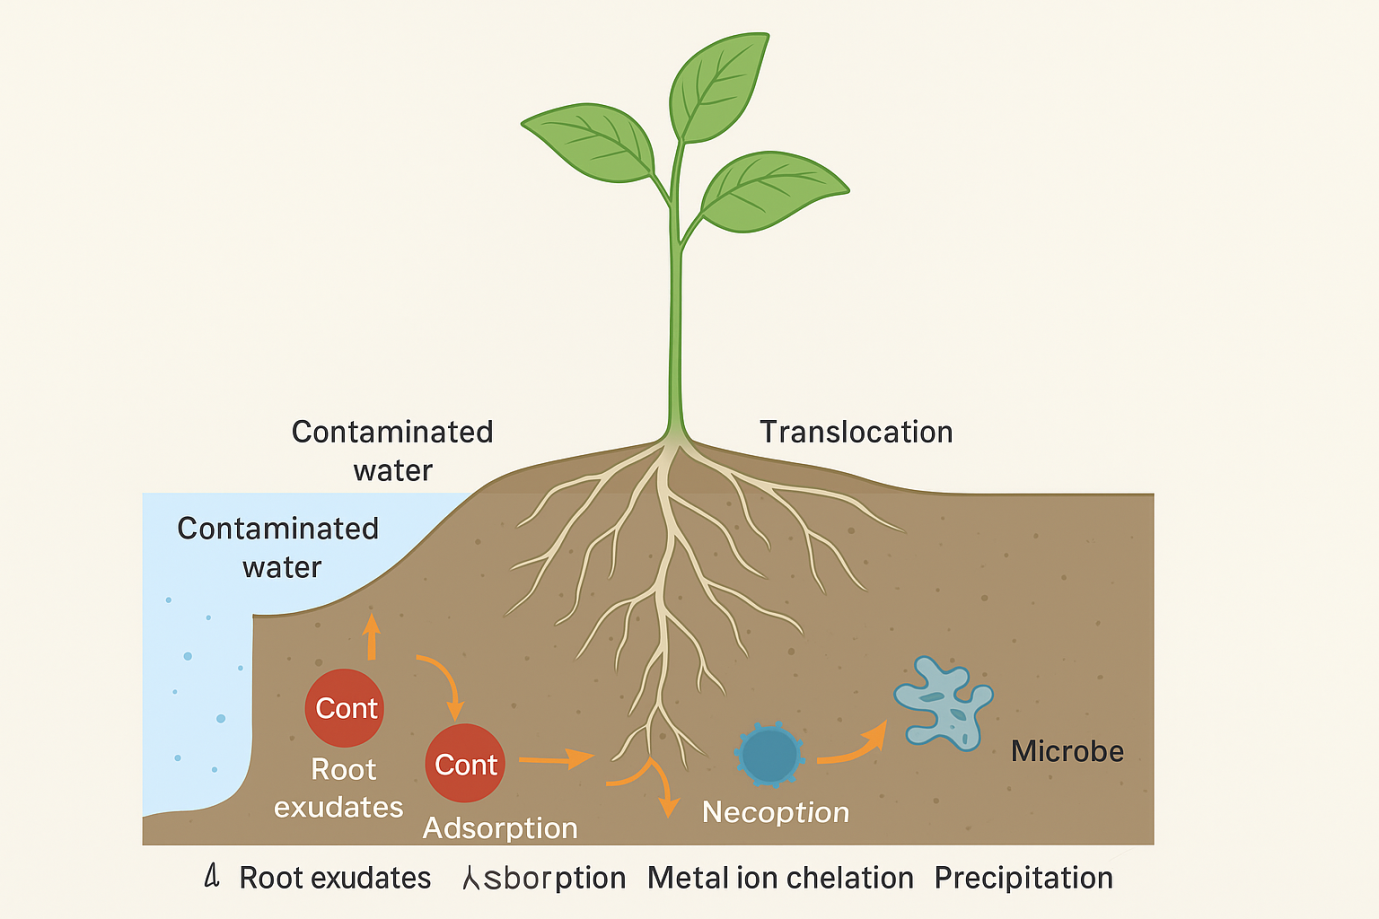 Contaminated
water
Translocation
Contaminated
water
Cont
Root
exudates
Cont
Adsorption
Necoption
Microbe
Root exudates sborption Metal ion chelation Precipitation